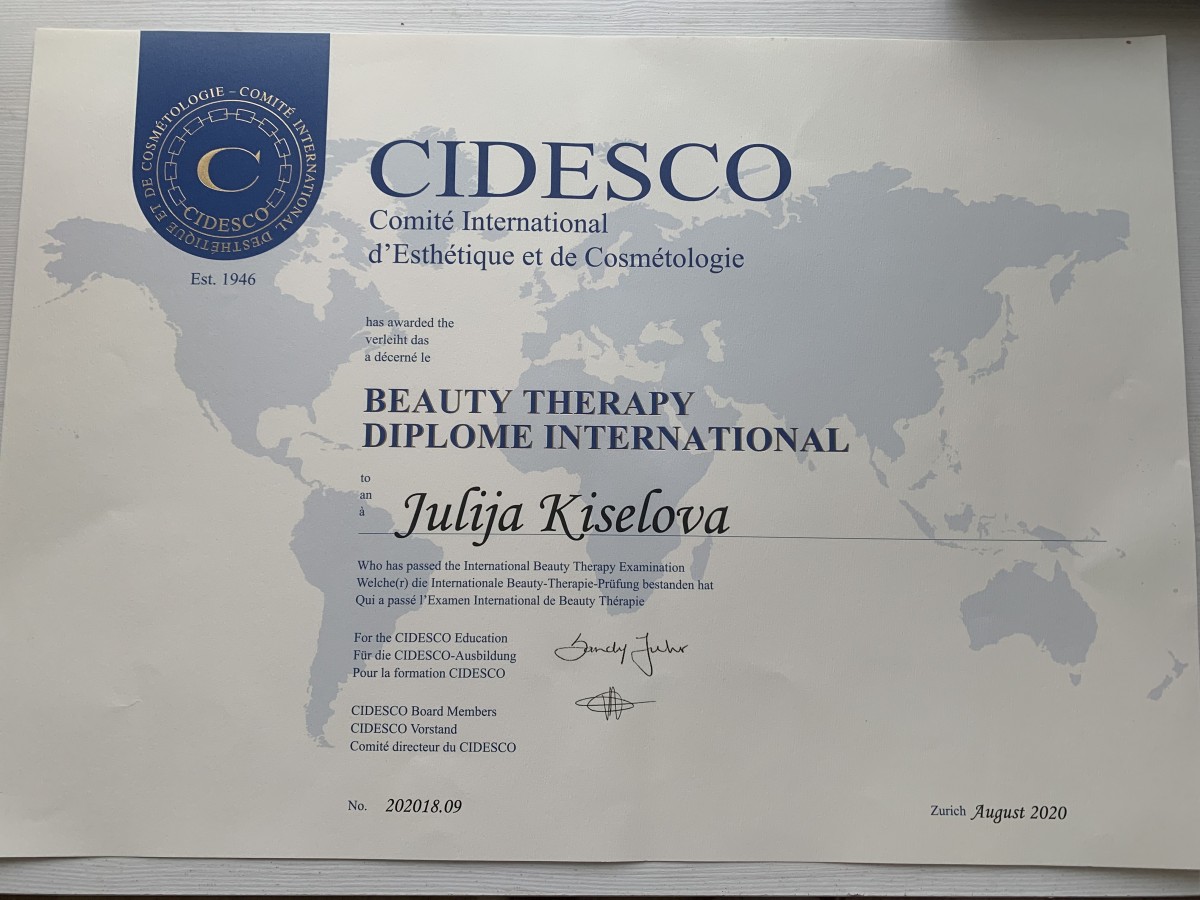 COMITÉ INTERNATIONAL D'ESTHÉTIQUE ET DE COSMÉTOLOGIE –
C
CIDESCO
Est. 1946
CIDESCO
Comité International
d’Esthétique et de Cosmétologie
has awarded the
verleiht das
a décerné le
BEAUTY THERAPY
DIPLOME INTERNATIONAL
to
an
à
Julija Kiselova
Who has passed the International Beauty Therapy Examination
Welche(r) die Internationale Beauty-Therapie-Prüfung bestanden hat
Qui a passé l’Examen International de Beauty Thérapie
For the CIDESCO Education
Für die CIDESCO-Ausbildung
Pour la formation CIDESCO
CIDESCO Board Members
CIDESCO Vorstand
Comité directeur du CIDESCO
No. 202018.09
Zurich August 2020